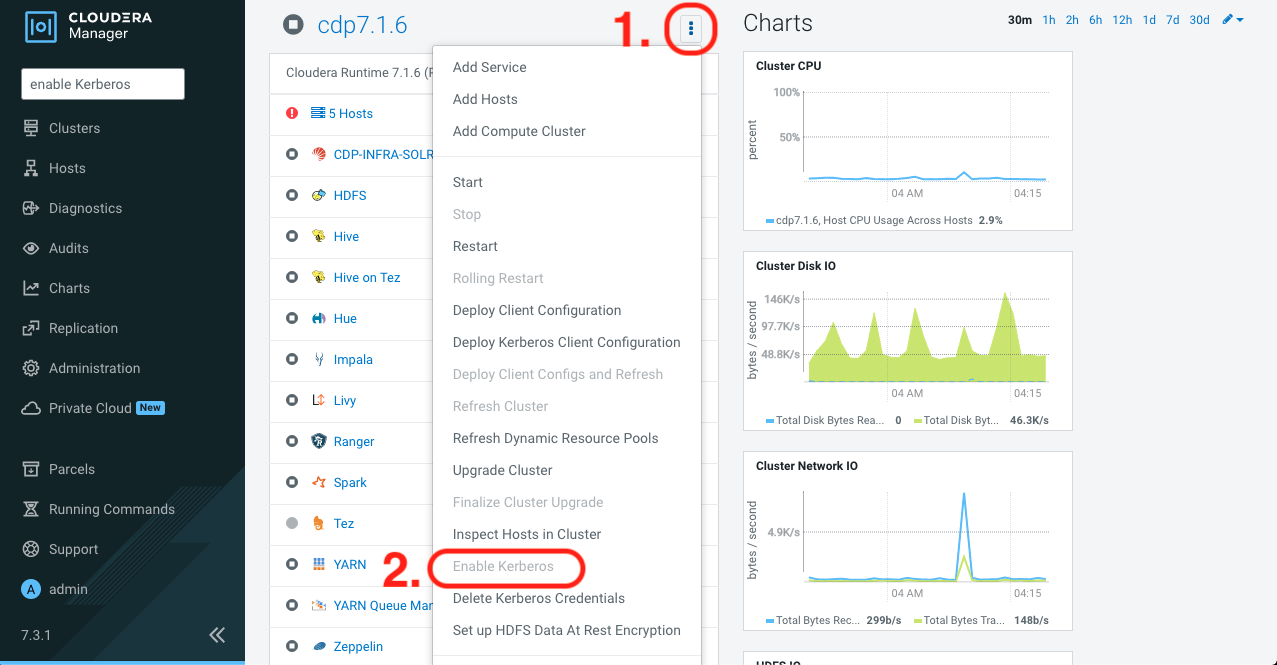 CLOUDERA
Manager
enable Kerberos
Clusters
Hosts
Diagnostics
Audits
Charts
Replication
Administration
Private Cloud New
Parcels
Running Commands
Support
A admin
7.3.1
cdp7.1.6
1.
Cloudera Runtime 7.1.6 (P
5 Hosts
CDP-INFRA-SOLR
HDFS
Hive
Hive on Tez
Hue
Impala
Livy
Ranger
Spark
Tez
YARN
YARN Queue Mar
Zeppelin
Add Service
Add Hosts
Add Compute Cluster
Start
Stop
Restart
Rolling Restart
Deploy Client Configuration
Deploy Kerberos Client Configuration
Deploy Client Configs and Refresh
Refresh Cluster
Refresh Dynamic Resource Pools
Upgrade Cluster
Finalize Cluster Upgrade
Inspect Hosts in Cluster
2. Enable Kerberos
Delete Kerberos Credentials
Set up HDFS Data At Rest Encryption
Charts
30m 1h 2h 6h 12h 1d 7d 30d
Cluster CPU
percent
100%
50%
04 AM 04:15
cdp7.1.6, Host CPU Usage Across Hosts 2.9%
Cluster Disk IO
bytes / second
146K/s
97.7K/s
48.8K/s
04 AM 04:15
Total Disk Bytes Rea... 0 Total Disk Byt... 46.3K/s
Cluster Network IO
bytes / second
4.9K/s
04 AM 04:15
Total Bytes Rec... 299b/s Total Bytes Tra... 148b/s
HDFS IO